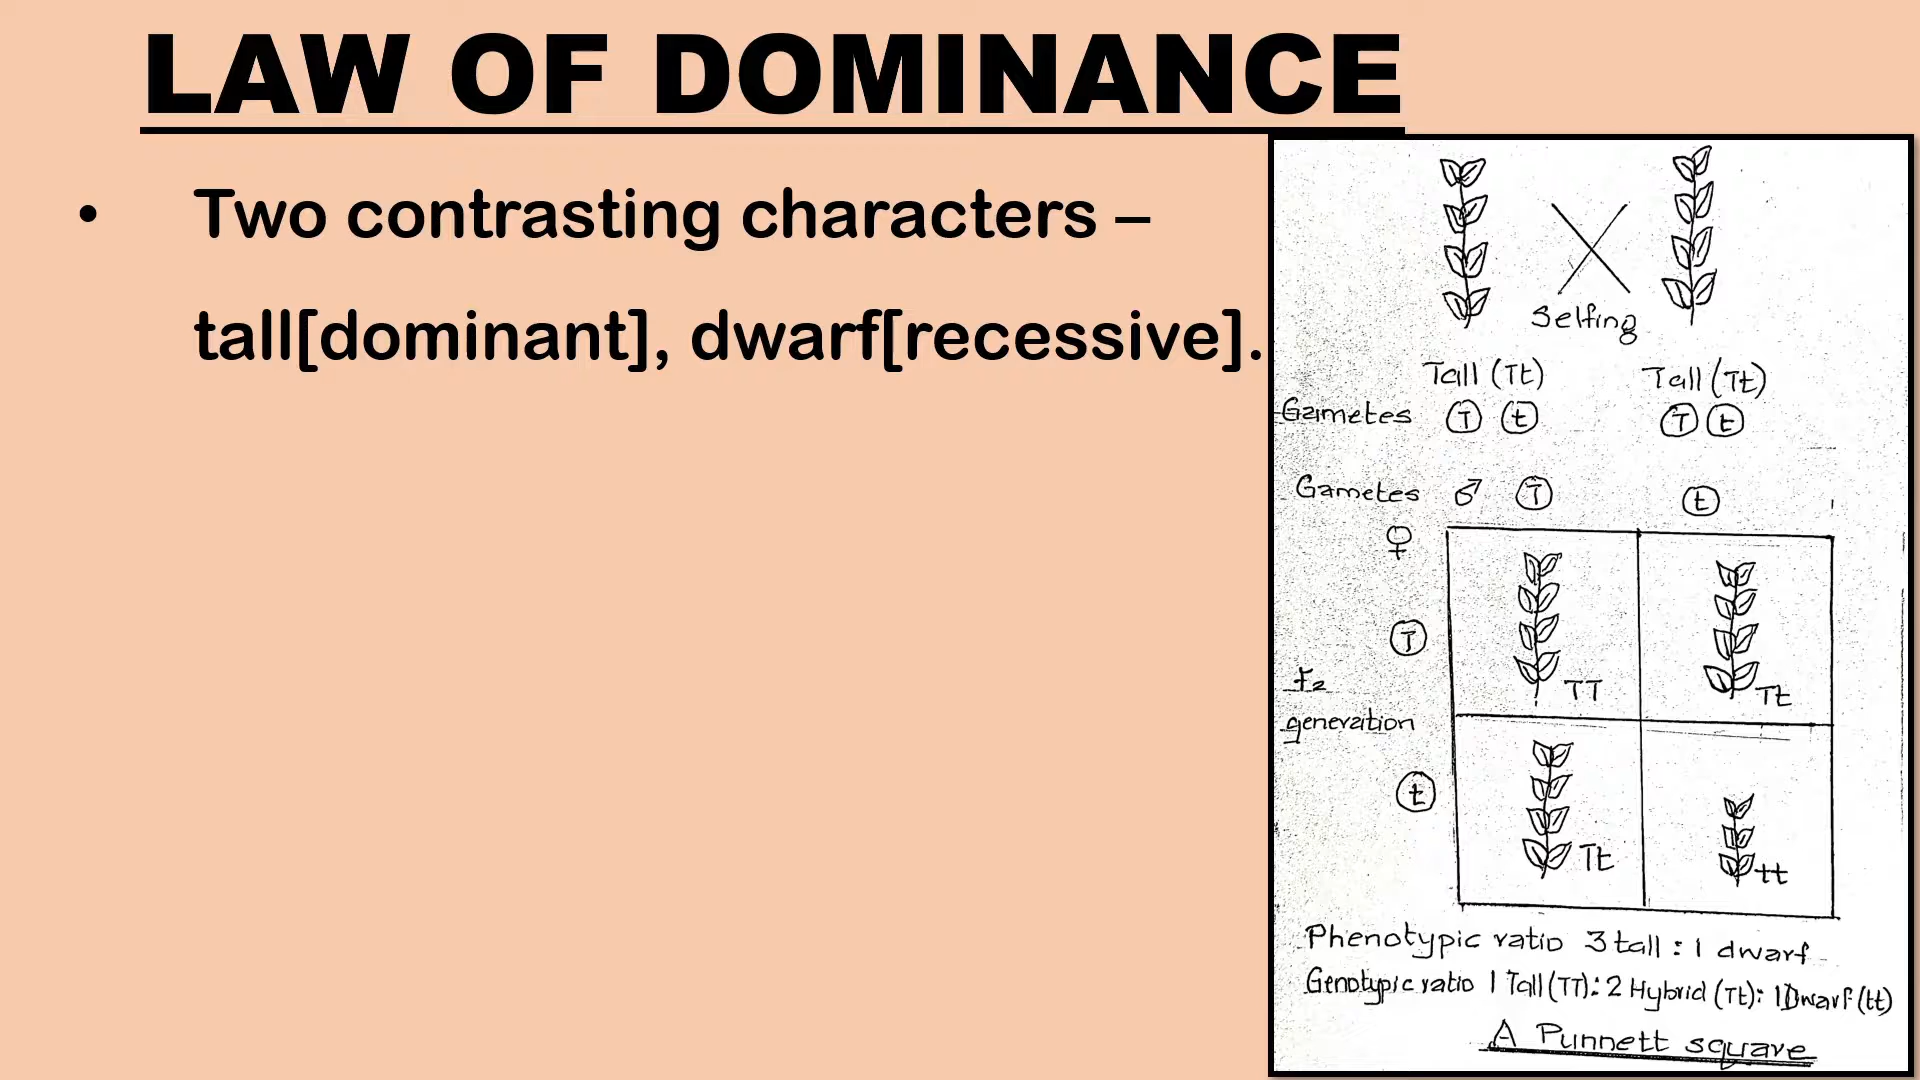 LAW OF DOMINANCE
• Two contrasting characters –
tall[dominant], dwarf[recessive].
Selfing
Tall (Tt) Tall (Tt)
Gametes T t T t
Gametes ♂ T t
♀
T
TT Tt
F2
generation
t
Tt tt
Phenotypic ratio 3 tall : 1 dwarf
Genotypic ratio 1 Tall (TT): 2 Hybrid (Tt): 1 Dwarf (tt)
A Punnett square